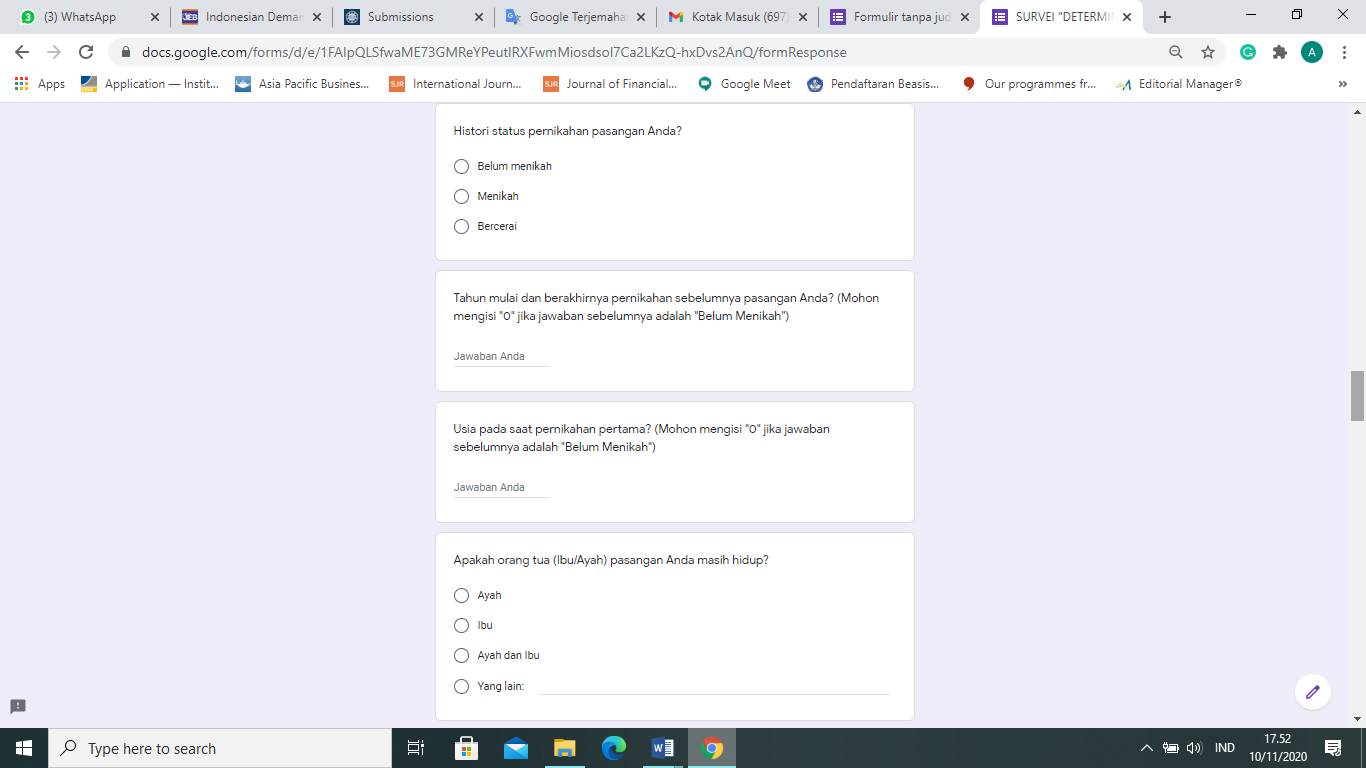 (3) WhatsApp
Indonesian Deman
Submissions
Google Terjemaha
Kotak Masuk (697)
Formulir tanpa jud
SURVEI "DETERMI
docs.google.com/forms/d/e/1FAIpQLSfwaME73GMReYPeutIRXFwmMiosdsoI7Ca2LKzQ-hxDvs2AnQ/formResponse
A
Apps
Application — Instit...
Asia Pacific Busines...
SJR International Journ...
SJR Journal of Financial...
Google Meet
Pendaftaran Beasis...
Our programmes fr...
Editorial Manager®
»
Histori status pernikahan pasangan Anda?
Belum menikah
Menikah
Bercerai
Tahun mulai dan berakhirnya pernikahan sebelumnya pasangan Anda? (Mohon
mengisi "0" jika jawaban sebelumnya adalah "Belum Menikah")
Jawaban Anda
Usia pada saat pernikahan pertama? (Mohon mengisi "0" jika jawaban
sebelumnya adalah "Belum Menikah")
Jawaban Anda
Apakah orang tua (Ibu/Ayah) pasangan Anda masih hidup?
Ayah
Ibu
Ayah dan Ibu
Yang lain:
Type here to search
IND
17.52
10/11/2020